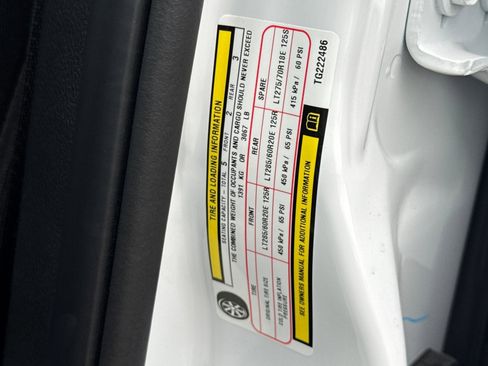 TIRE AND LOADING INFORMATION
SEATING CAPACITY - TOTAL 5 FRONT 2 REAR 3
THE COMBINED WEIGHT OF OCCUPANTS AND CARGO SHOULD NEVER EXCEED
1391 KG OR 3067 LB
TIRE FRONT REAR SPARE
ORIGINAL TIRE SIZE LT285/60R20E 125R LT285/60R20E 125R LT275/70R18E 125S
COLD TIRE INFLATION PRESSURE 450 kPa / 65 PSI 450 kPa / 65 PSI 415 kPa / 60 PSI
SEE OWNERS MANUAL FOR ADDITIONAL INFORMATION
TG222486